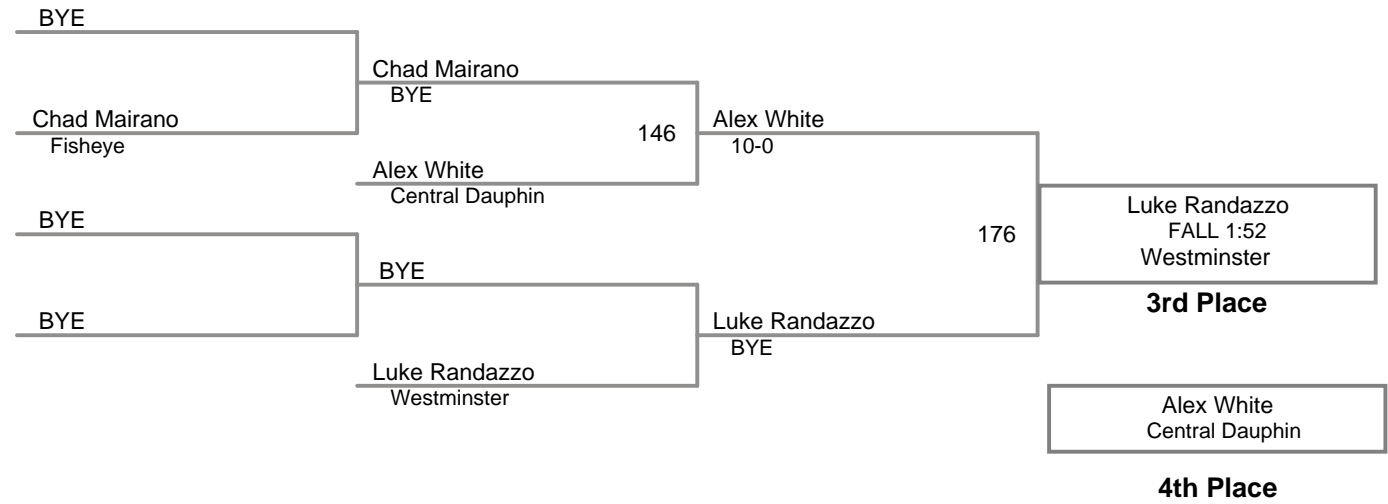 BYE
Chad Mairano
BYE
Chad Mairano
Fisheye
146
Alex White
10-0
Alex White
Central Dauphin
BYE
176
Luke Randazzo
FALL 1:52
Westminster
BYE
3rd Place
BYE
Luke Randazzo
BYE
Luke Randazzo
Westminster
Alex White
Central Dauphin
4th Place